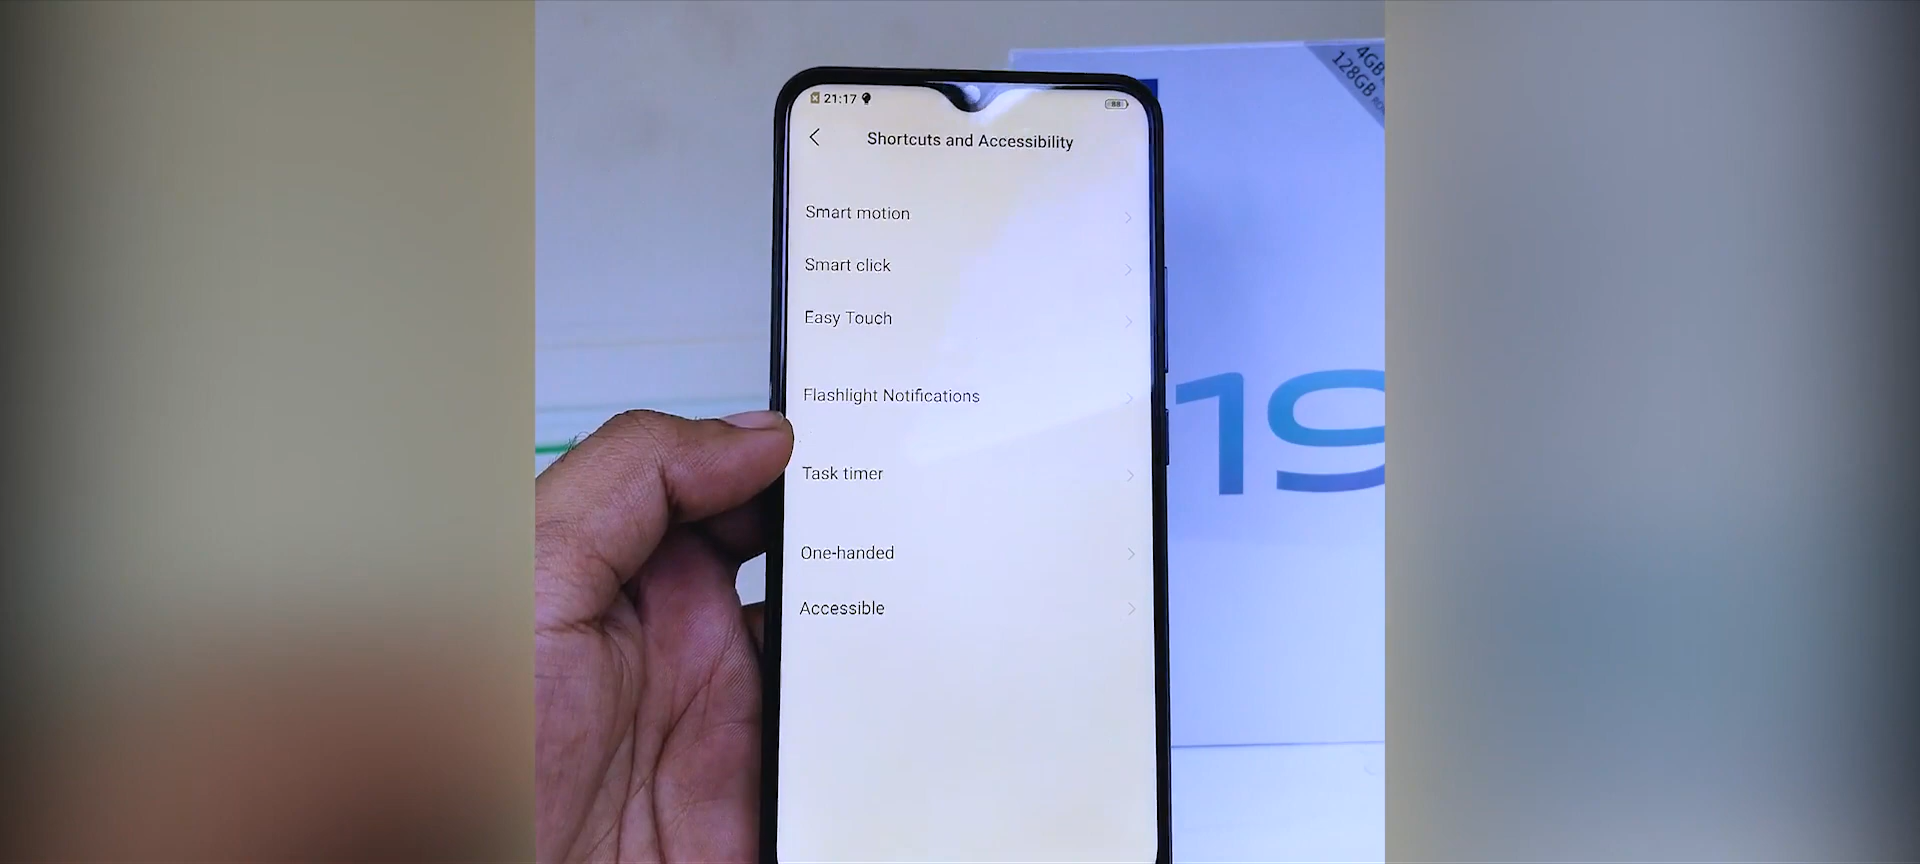 4GB
128GB
21:17
88
Shortcuts and Accessibility
Smart motion
Smart click
Easy Touch
Flashlight Notifications
Task timer
One-handed
Accessible
19